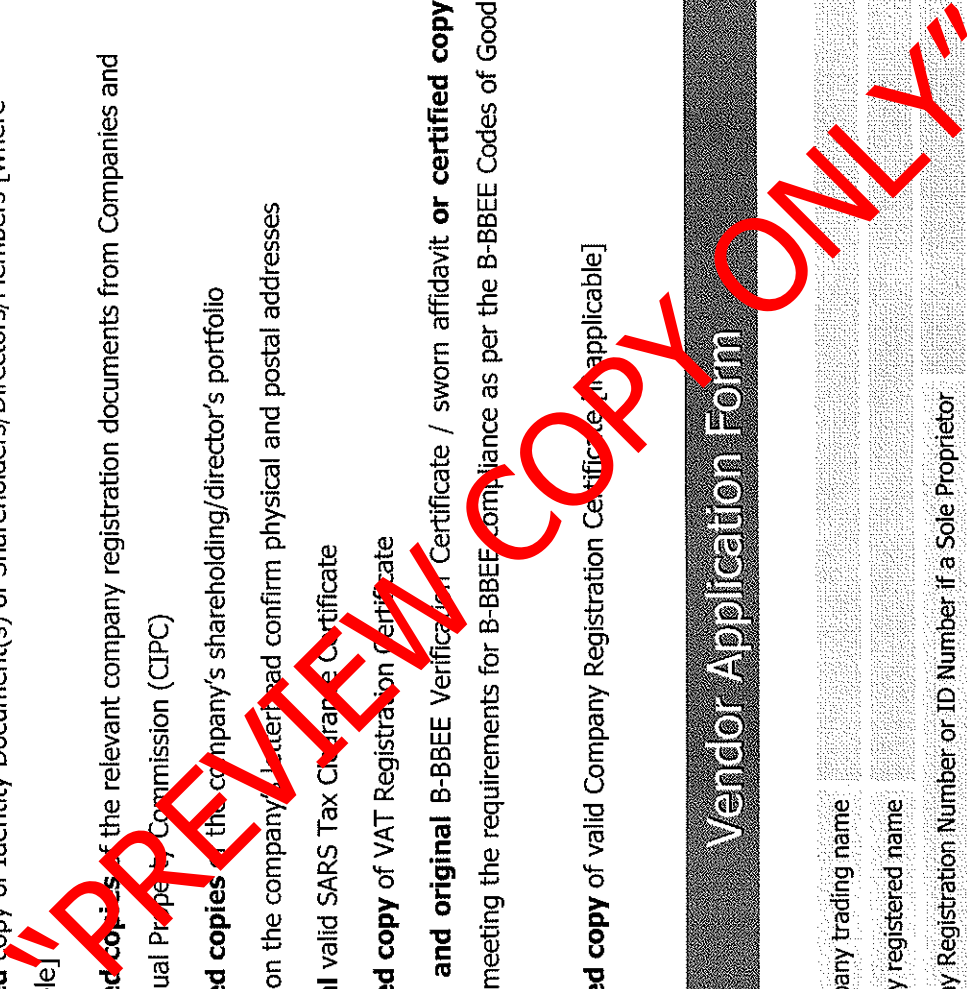 copy of Identity Document(s) of Shareholders/Directors/Members [where
ed copies of the relevant company registration documents from Companies and
ual Property Commission (CIPC)
ed copies of the company's shareholding/director's portfolio
on the company's letterhead confirm physical and postal addresses
l valid SARS Tax Clearance Certificate
ed copy of VAT Registration Certificate
and original B-BBEE Verification Certificate / sworn affidavit or certified copy
meeting the requirements for B-BBEE compliance as per the B-BBEE Codes of Good
ed copy of valid Company Registration Certificate [if applicable]
Vendor Application Form
pany trading name
y registered name
y Registration Number or ID Number if a Sole Proprietor
"PREVIEW COPY ONLY"